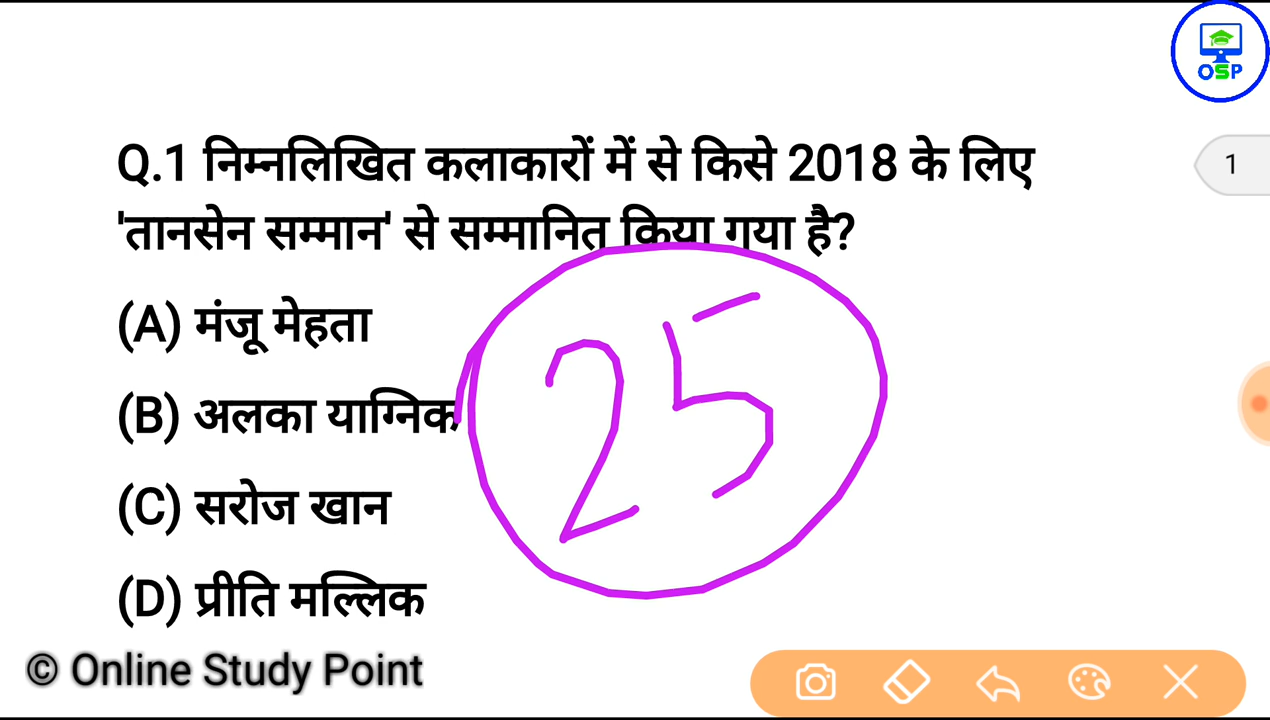 OSP
Q.1 निम्नलिखित कलाकारों में से किसे 2018 के लिए
1
'तानसेन सम्मान' से सम्मानित किया गया है?
(A) मंजू मेहता
25
(B) अलका याग्निक
(C) सरोज खान
(D) प्रीति मल्लिक
© Online Study Point